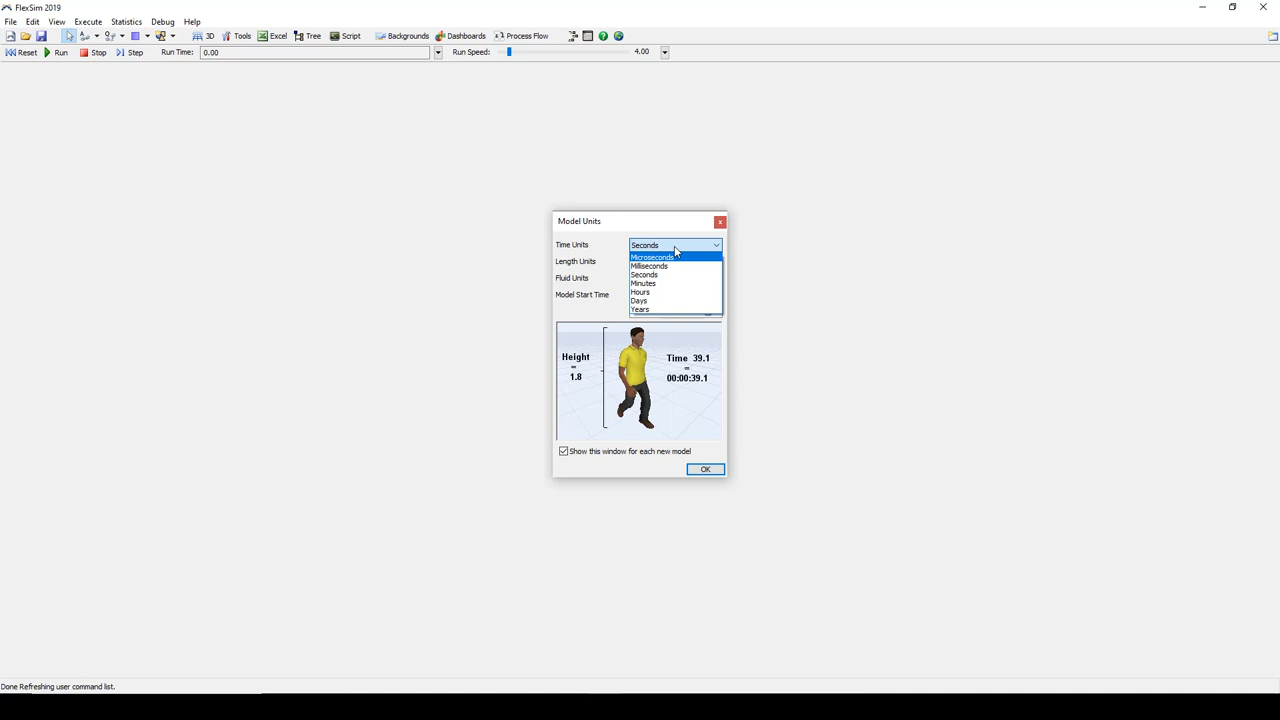 FlexSim 2019
File Edit View Execute Statistics Debug Help
3D Tools Excel Tree Script Backgrounds Dashboards Process Flow
Reset Run Stop Step Run Time: 0.00 Run Speed: 4.00
Model Units
Time Units Seconds
Microseconds
Length Units
Milliseconds
Seconds
Fluid Units
Minutes
Hours
Model Start Time
Days
Years
Height
=
1.8
Time 39.1
=
00:00:39.1
Show this window for each new model
OK
Done Refreshing user command list.